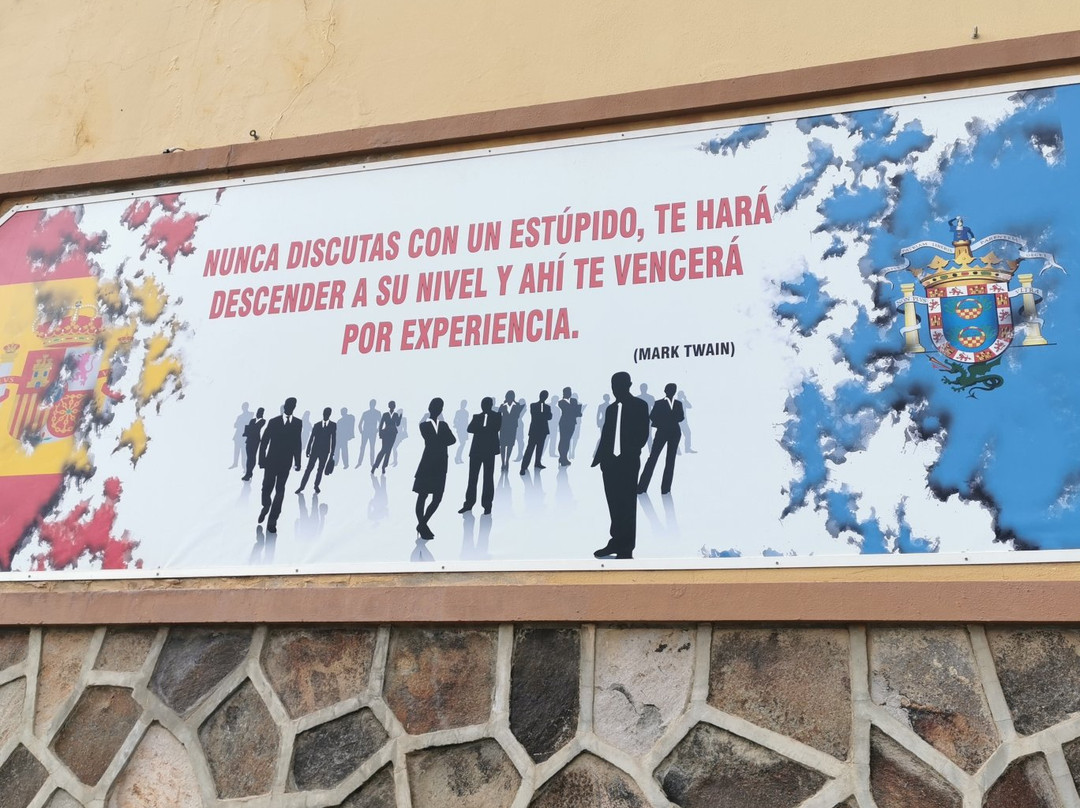 NUNCA DISCUTAS CON UN ESTÚPIDO, TE HARÁ
DESCENDER A SU NIVEL Y AHÍ TE VENCERÁ
POR EXPERIENCIA.
(MARK TWAIN)